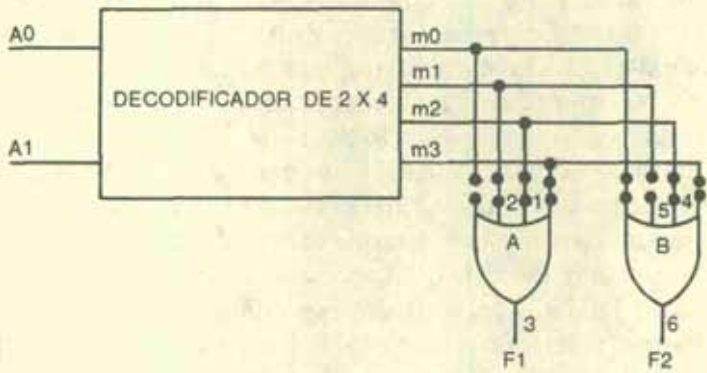 A0
m0
m1
DECODIFICADOR DE 2 X 4
m2
A1
m3
2 1
5 4
A
B
3
6
F1
F2